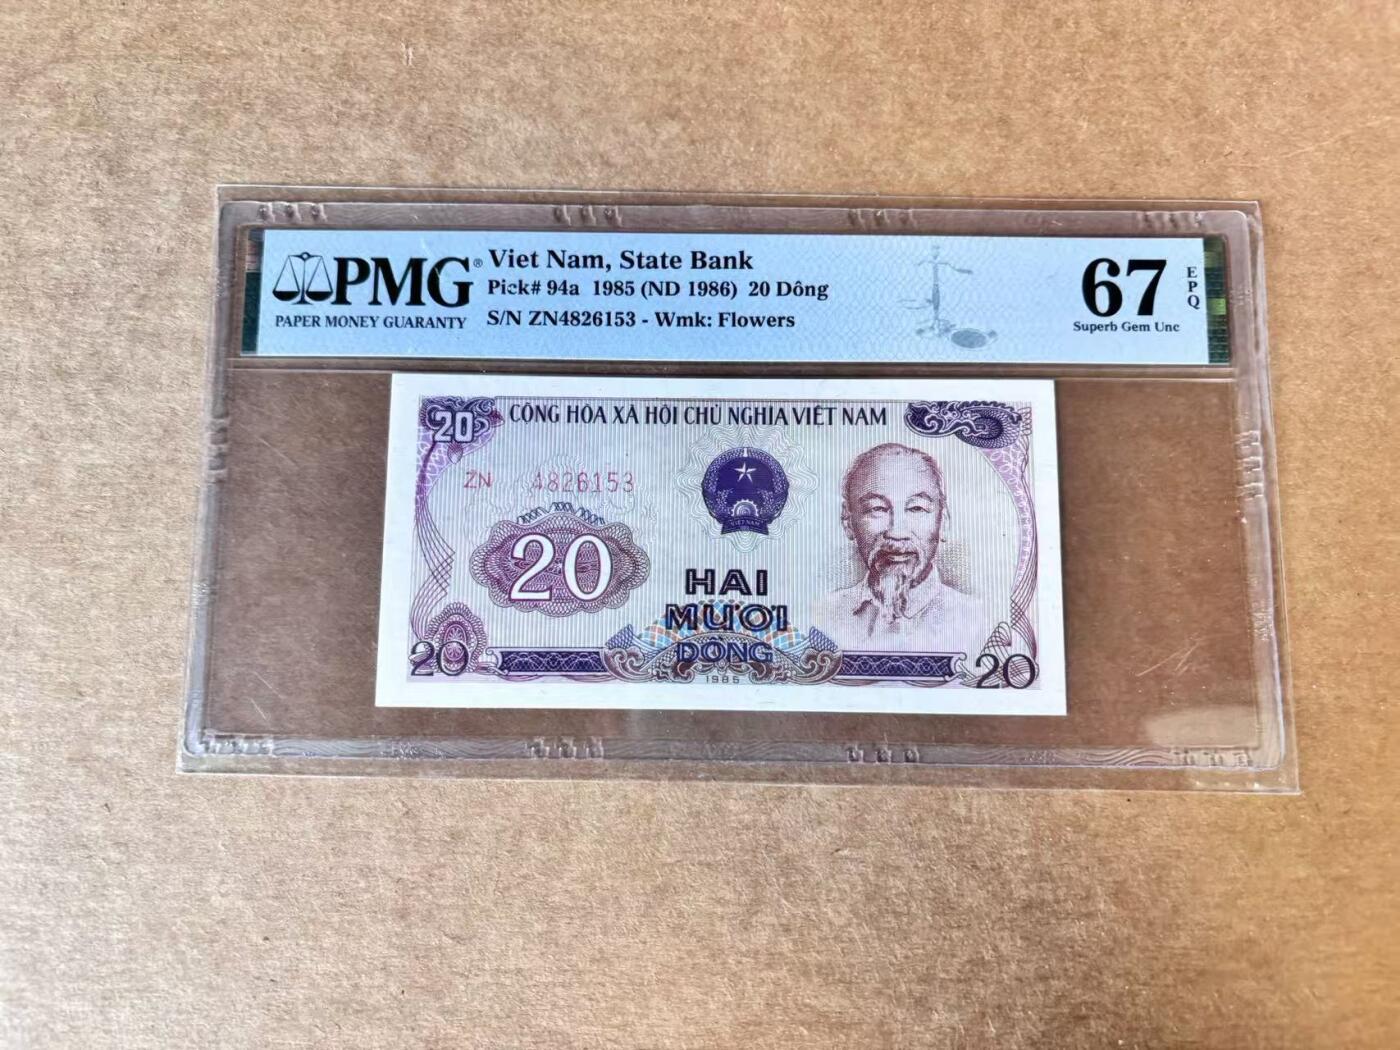 PMG®
PAPER MONEY GUARANTY
Viet Nam, State Bank
Pick# 94a 1985 (ND 1986) 20 Dông
S/N ZN4826153 - Wmk: Flowers
67
EPQ
Superb Gem Unc
20
CỘNG HÒA XÃ HỘI CHỦ NGHĨA VIỆT NAM
ZN 4826153
VIỆT NAM
20
HAI
MƯƠI
ĐỒNG
20
1985
20